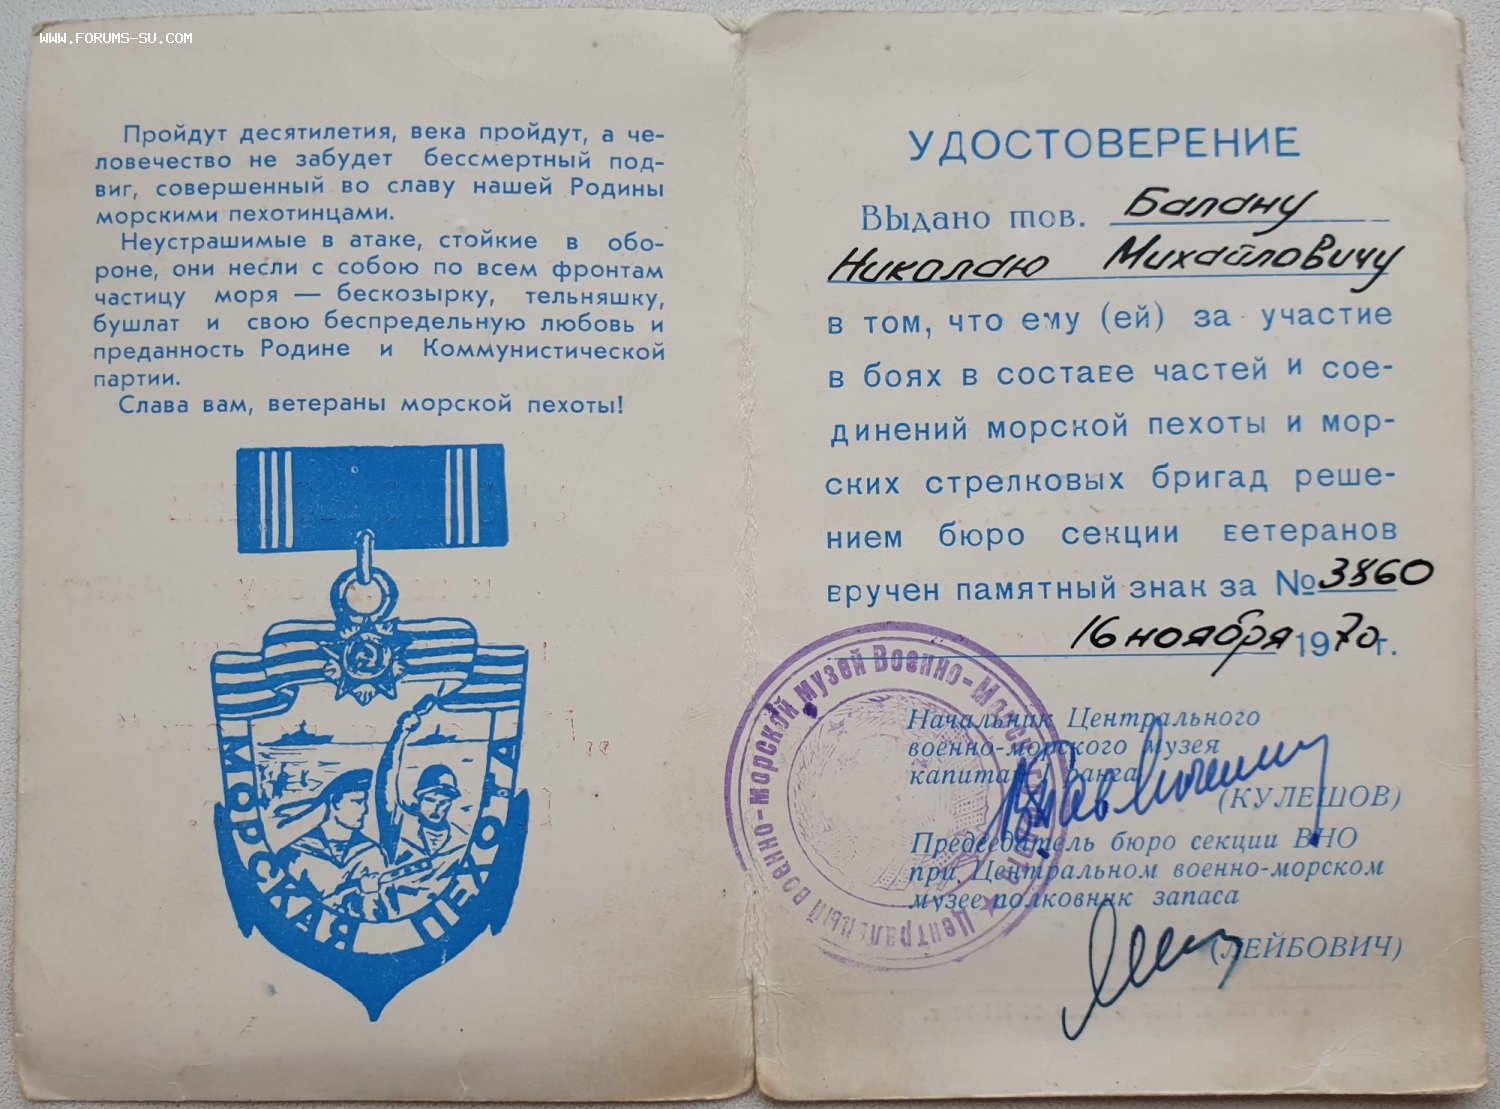 WWW.FORUMS-SU.COM
Пройдут десятилетия, века пройдут, а че-
ловечество не забудет бессмертный под-
виг, совершенный во славу нашей Родины
морскими пехотинцами.
Неустрашимые в атаке, стойкие в обо-
роне, они несли с собою по всем фронтам
частицу моря — бескозырку, тельняшку,
бушлат и свою беспредельную любовь и
преданность Родине и Коммунистической
партии.
Слава вам, ветераны морской пехоты!
МОРСКАЯ ПЕХОТА
УДОСТОВЕРЕНИЕ
Выдано тов. Балану
Николаю Михайловичу
в том, что ему (ей) за участие
в боях в составе частей и сое-
динений морской пехоты и мор-
ских стрелковых бригад реше-
нием бюро секции ветеранов
вручен памятный знак за № 3860
16 ноября 1970 г.
Центральный военно-морской музей Военно-Морского
Начальник Центрального
военно-морского музея
капитан ранга
(КУЛЕШОВ)
Председатель бюро секции ВНО
при Центральном военно-морском
музее полковник запаса
(ЛЕЙБОВИЧ)